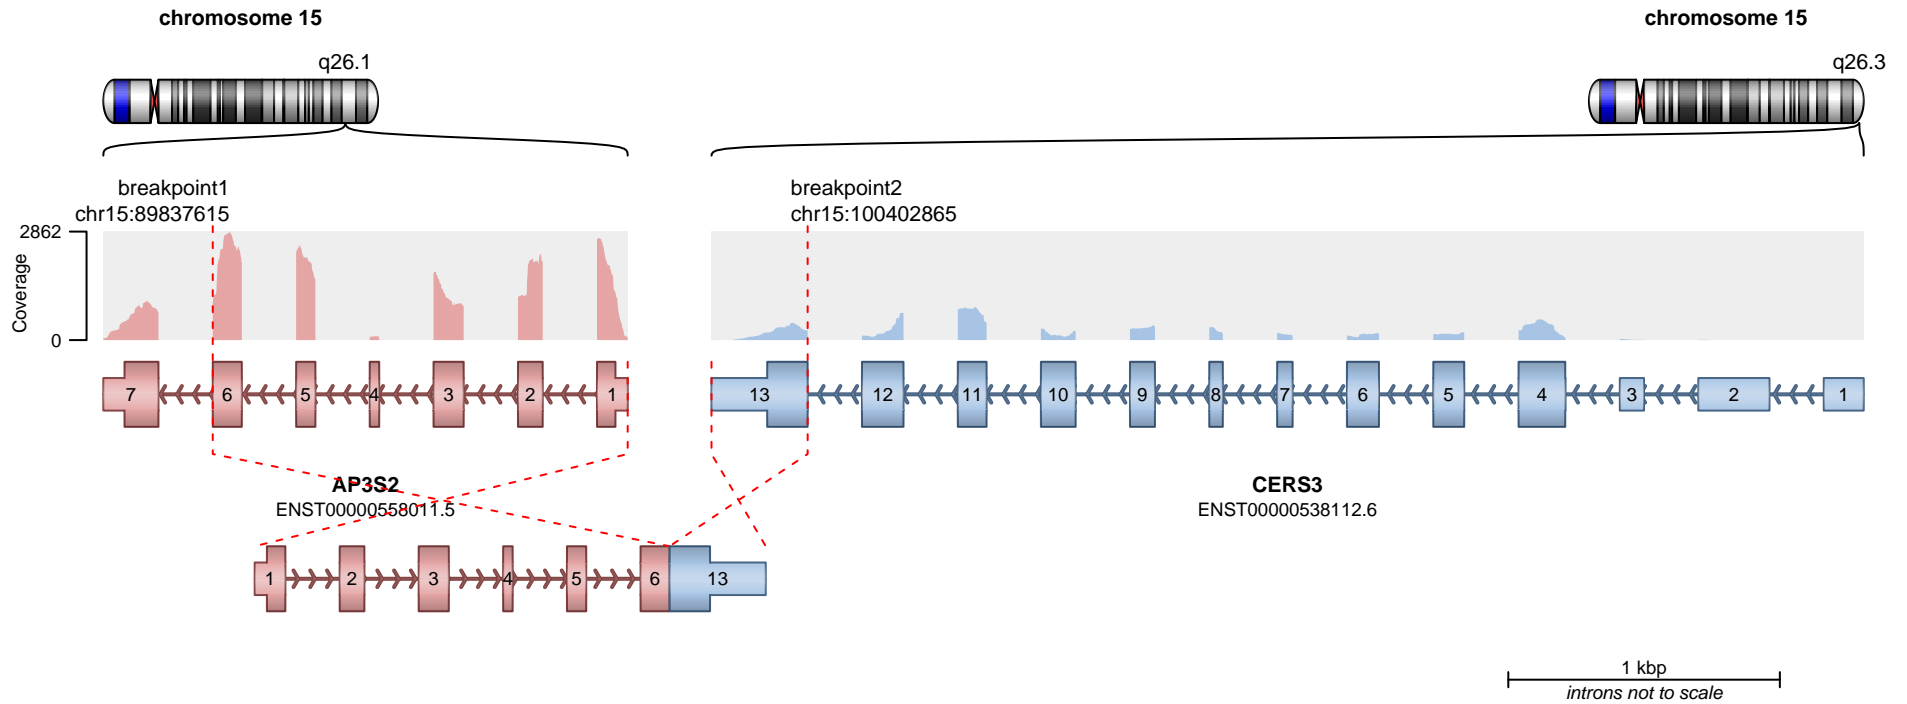 chromosome 15
chromosome 15
q26.1
q26.3
breakpoint1
chr15:89837615
breakpoint2
chr15:100402865
2862
Coverage
0
7 6 5 4 3 2 1
13 12 11 10 9 8 7 6 5 4 3 2 1
AP3S2
ENST00000558011.5
CERS3
ENST00000538112.6
1 2 3 4 5 6 13
1 kbp
introns not to scale